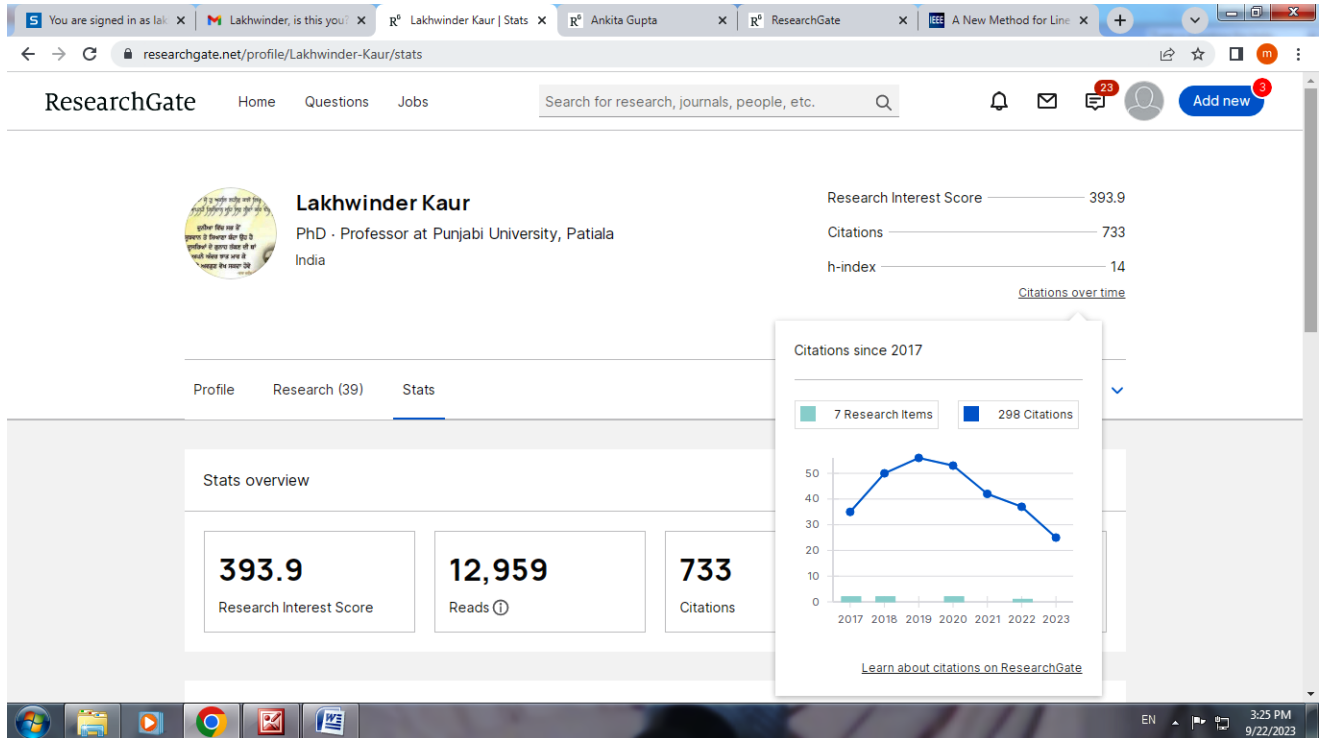 You are signed in as lak
Lakhwinder, is this you?
Lakhwinder Kaur | Stats
Ankita Gupta
ResearchGate
A New Method for Line
researchgate.net/profile/Lakhwinder-Kaur/stats
ResearchGate
Home
Questions
Jobs
Search for research, journals, people, etc.
23
Add new
3
Lakhwinder Kaur
PhD · Professor at Punjabi University, Patiala
India
Research Interest Score 393.9
Citations 733
h-index 14
Citations over time
Citations since 2017
7 Research Items
298 Citations
50
40
30
20
10
0
2017 2018 2019 2020 2021 2022 2023
Learn about citations on ResearchGate
Profile
Research (39)
Stats
Stats overview
393.9
Research Interest Score
12,959
Reads
733
Citations
EN
3:25 PM
9/22/2023